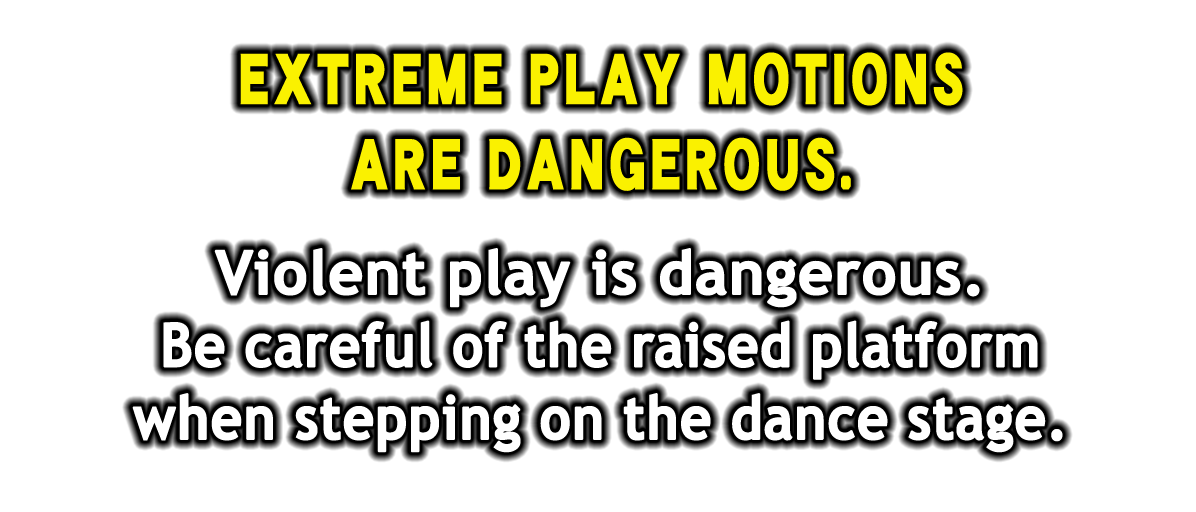 EXTREME PLAY MOTIONS
ARE DANGEROUS.
Violent play is dangerous.
Be careful of the raised platform
when stepping on the dance stage.